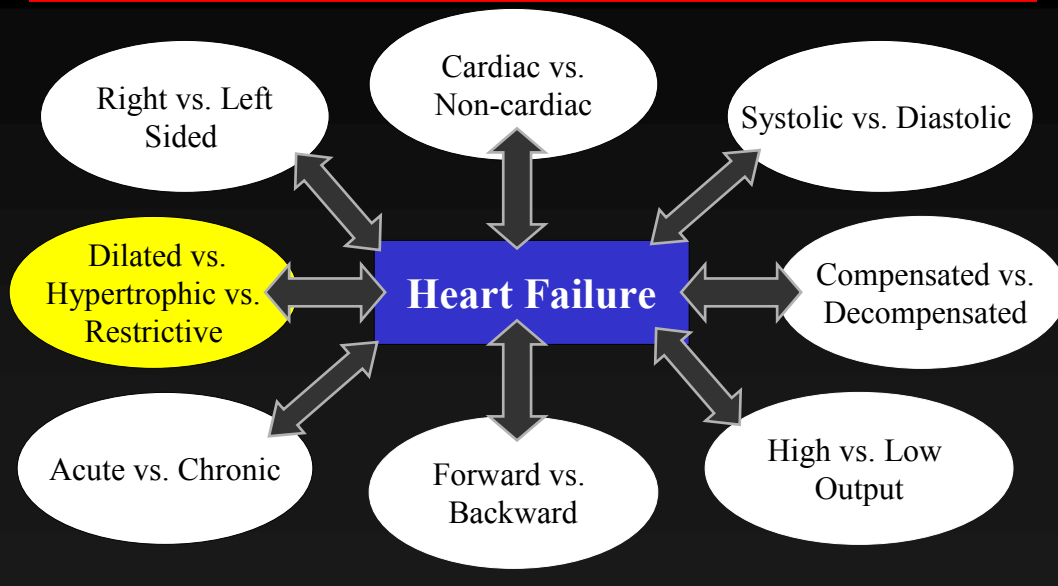 Right vs. Left
Sided
Cardiac vs.
Non-cardiac
Systolic vs. Diastolic
Dilated vs.
Hypertrophic vs.
Restrictive
Heart Failure
Compensated vs.
Decompensated
Acute vs. Chronic
Forward vs.
Backward
High vs. Low
Output